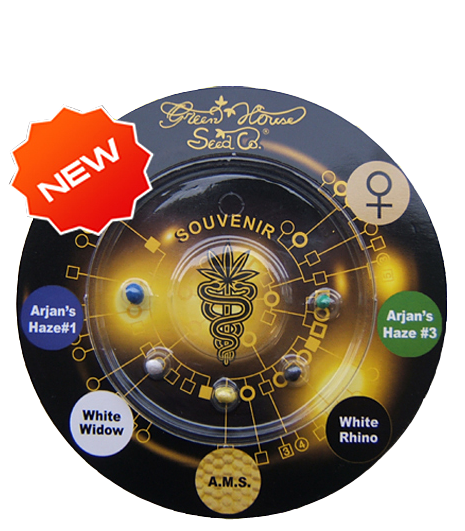 Green House
Seed Co.®
NEW
SOUVENIR
Arjan's
Haze#1
Arjan's
Haze #3
White
Widow
White
Rhino
A.M.S.
3 4